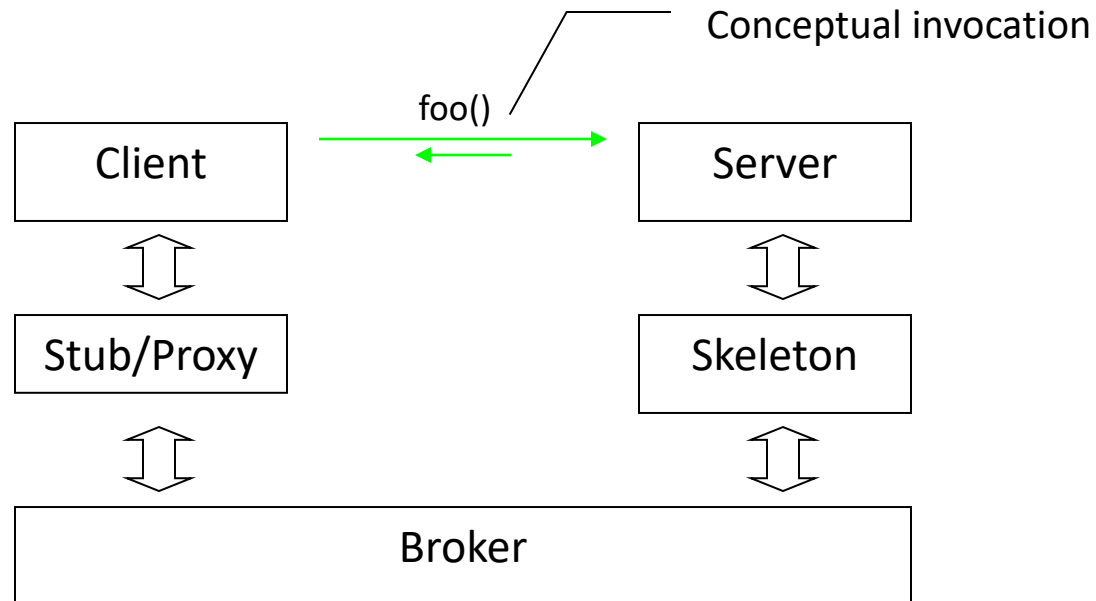 Conceptual invocation
foo()
Client
Server
Stub/Proxy
Skeleton
Broker